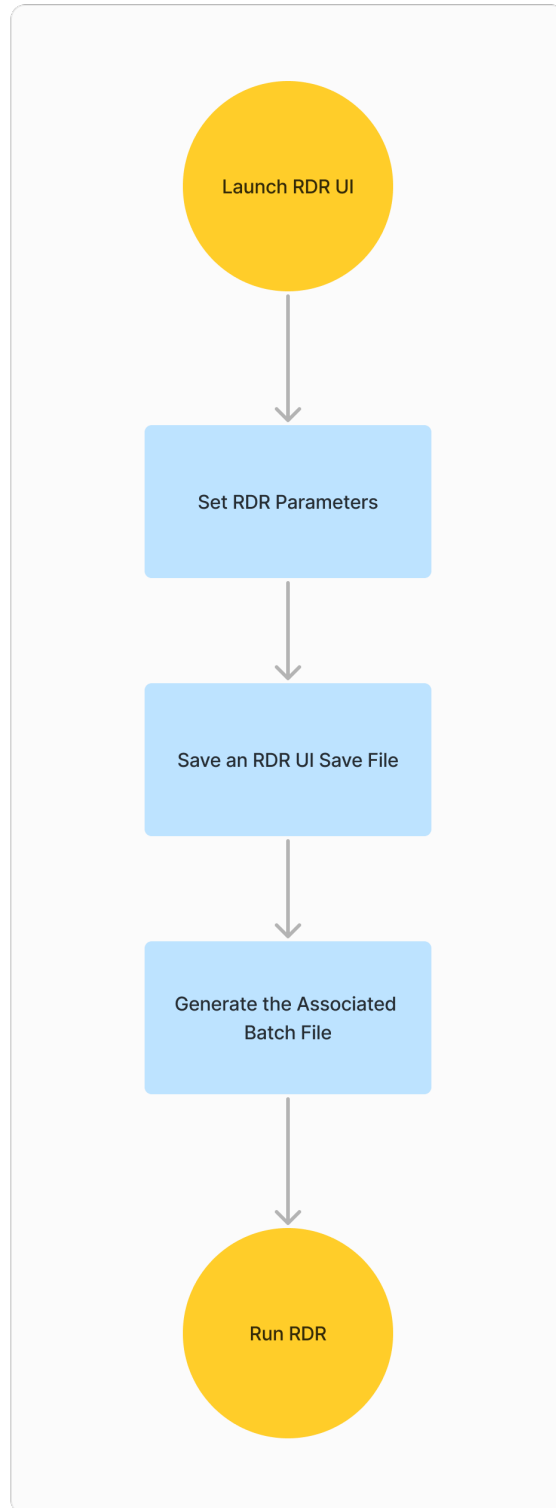 Launch RDR UI
Set RDR Parameters
Save an RDR UI Save File
Generate the Associated
Batch File
Run RDR